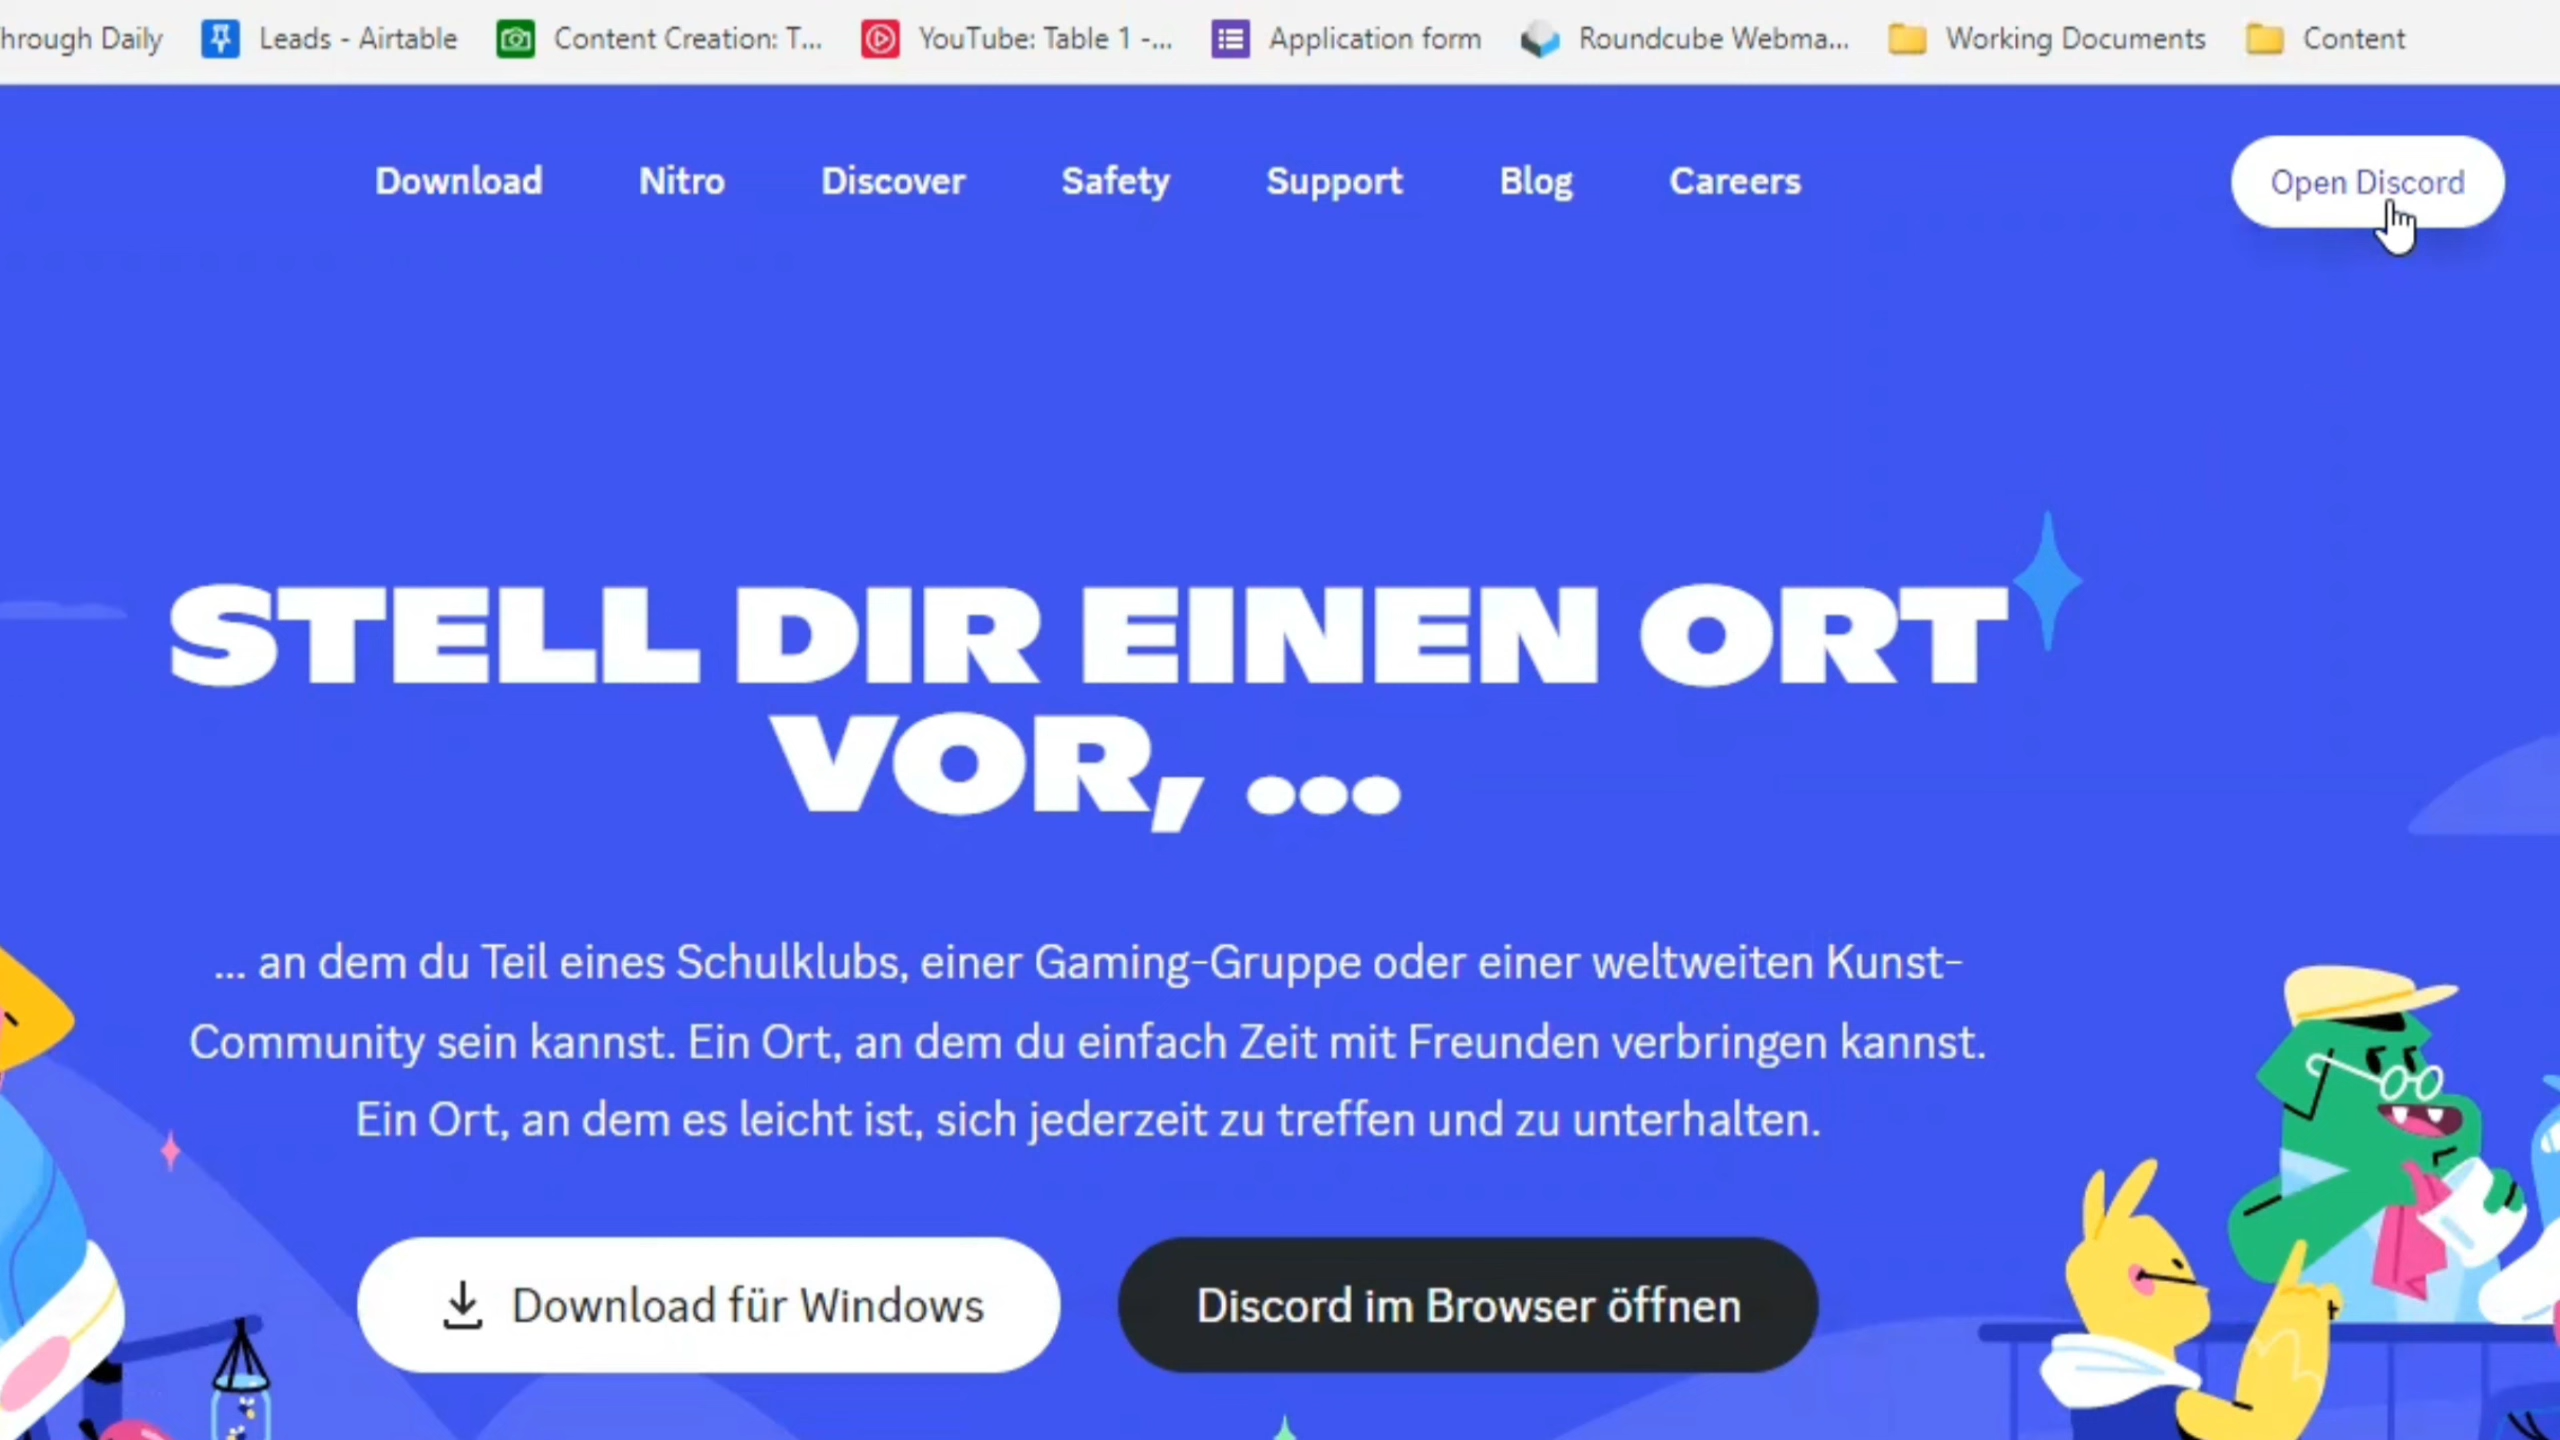 hrough Daily Leads - Airtable Content Creation: T... YouTube: Table 1 -... Application form Roundcube Webma... Working Documents Content
Download Nitro Discover Safety Support Blog Careers Open Discord
STELL DIR EINEN ORT
VOR, ...
... an dem du Teil eines Schulklubs, einer Gaming-Gruppe oder einer weltweiten Kunst-
Community sein kannst. Ein Ort, an dem du einfach Zeit mit Freunden verbringen kannst.
Ein Ort, an dem es leicht ist, sich jederzeit zu treffen und zu unterhalten.
Download für Windows Discord im Browser öffnen